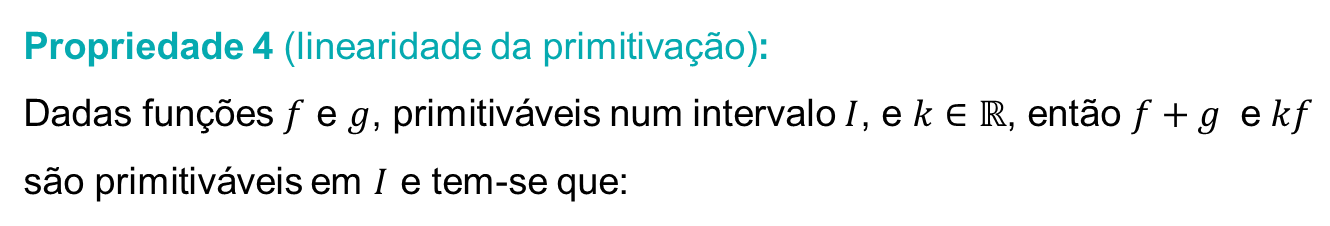 Propriedade 4 (linearidade da primitivação):
Dadas funções f e g, primitiváveis num intervalo I, e k ∈ ℝ, então f + g e kf
são primitiváveis em I e tem-se que: